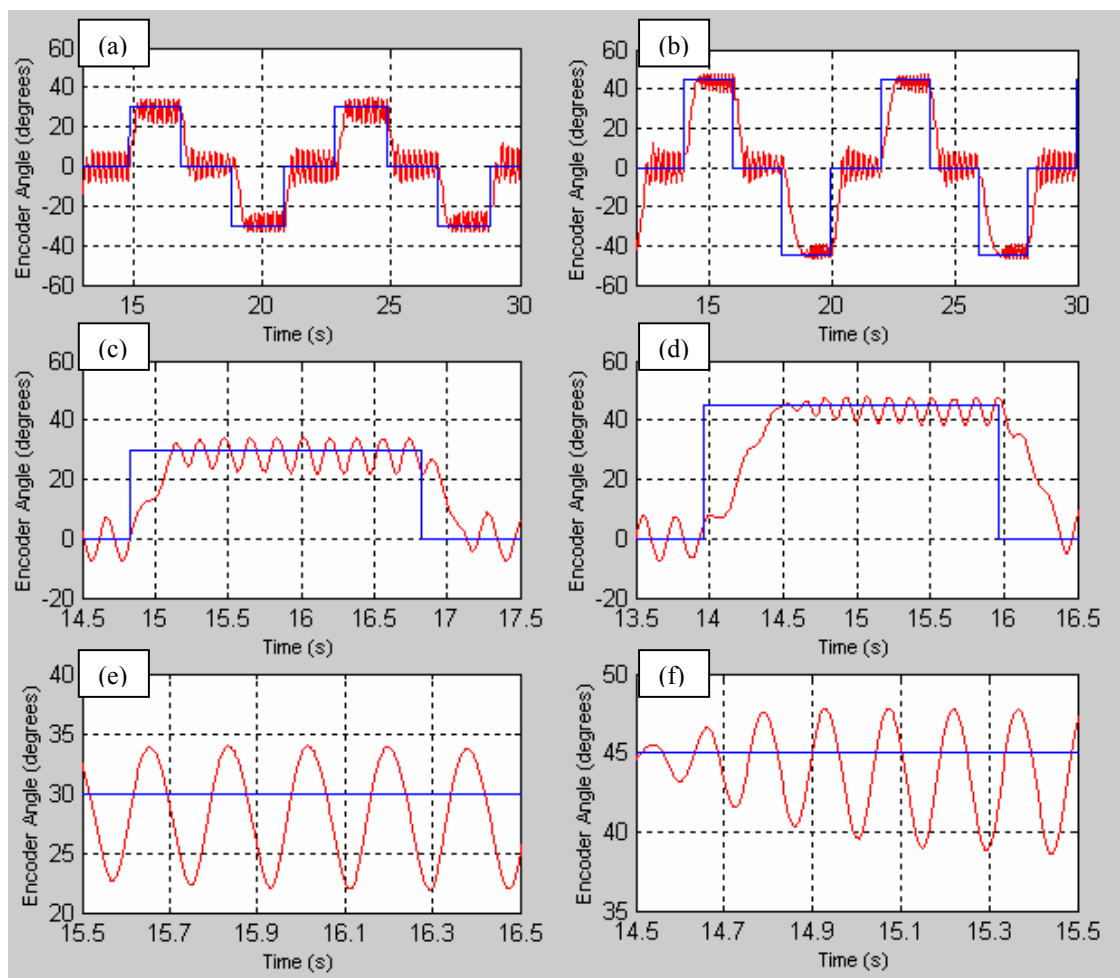 (a)
60
40
20
0
-20
-40
-60
15 20 25 30
Encoder Angle (degrees)
Time (s)
(b)
60
40
20
0
-20
-40
-60
15 20 25 30
Encoder Angle (degrees)
Time (s)
(c)
60
40
20
0
-20
14.5 15 15.5 16 16.5 17 17.5
Encoder Angle (degrees)
Time (s)
(d)
60
40
20
0
-20
13.5 14 14.5 15 15.5 16 16.5
Encoder Angle (degrees)
Time (s)
(e)
40
35
30
25
20
15.5 15.7 15.9 16.1 16.3 16.5
Encoder Angle (degrees)
Time (s)
(f)
50
45
40
35
14.5 14.7 14.9 15.1 15.3 15.5
Encoder Angle (degrees)
Time (s)